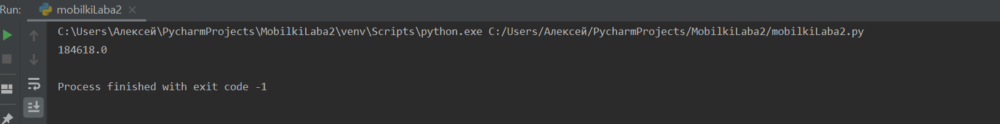 Run: mobilkiLaba2
C:\Users\Алексей\PycharmProjects\MobilkiLaba2\venv\Scripts\python.exe C:/Users/Алексей/PycharmProjects/MobilkiLaba2/mobilkiLaba2.py
184618.0
Process finished with exit code -1